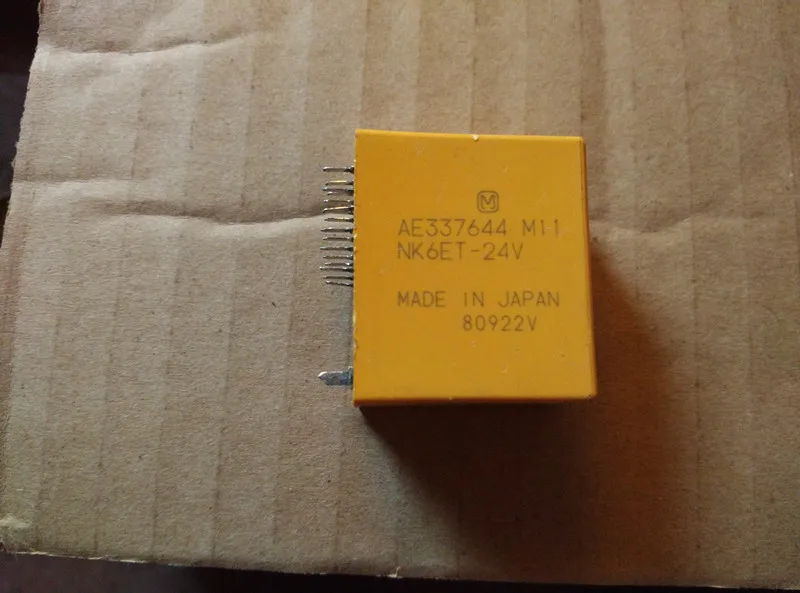 M
AE337644 M11
NK6ET-24V
MADE IN JAPAN
80922V